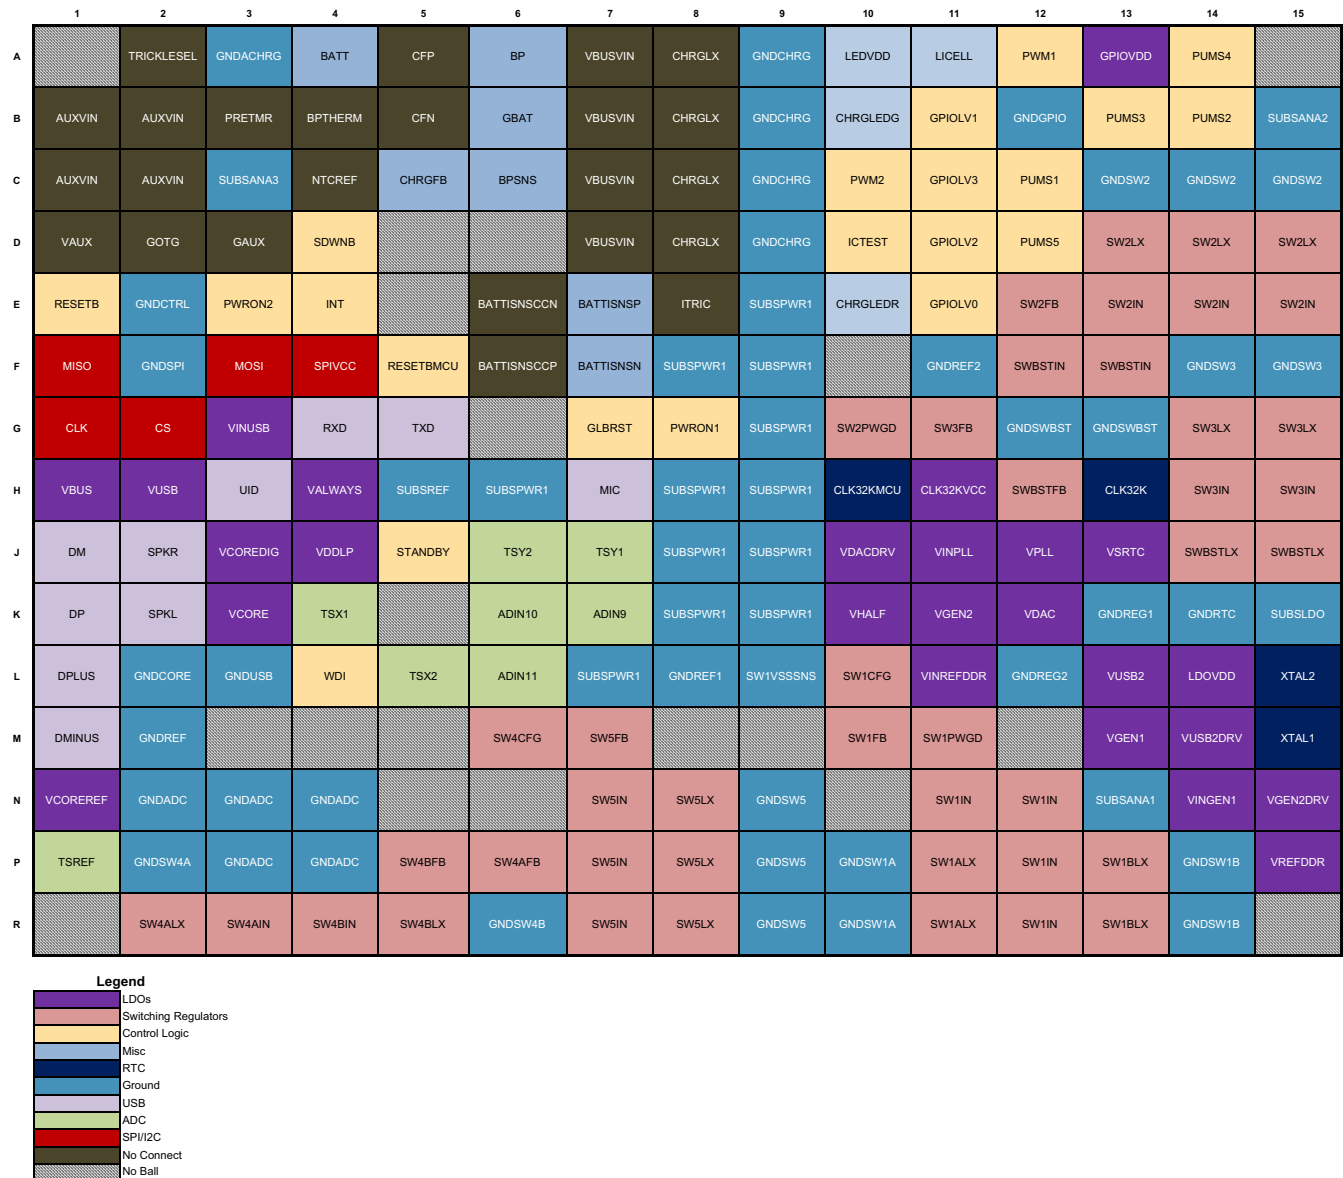 1 2 3 4 5 6 7 8 9 10 11 12 13 14 15
A TRICKLESEL GNDACHRG BATT CFP BP VBUSVIN CHRGLX GNDCHRG LEDVDD LICELL PWM1 GPIOVDD PUMS4
B AUXVIN AUXVIN PRETMR BPTHERM CFN GBAT VBUSVIN CHRGLX GNDCHRG CHRGLEDG GPIOLV1 GNDGPIO PUMS3 PUMS2 SUBSANA2
C AUXVIN AUXVIN SUBSANA3 NTCREF CHRGFB BPSNS VBUSVIN CHRGLX GNDCHRG PWM2 GPIOLV3 PUMS1 GNDSW2 GNDSW2 GNDSW2
D VAUX GOTG GAUX SDWNB VBUSVIN CHRGLX GNDCHRG ICTEST GPIOLV2 PUMS5 SW2LX SW2LX SW2LX
E RESETB GNDCTRL PWRON2 INT BATTISNSCCN BATTISNSP ITRIC SUBSPWR1 CHRGLEDR GPIOLV0 SW2FB SW2IN SW2IN SW2IN
F MISO GNDSPI MOSI SPIVCC RESETBMCU BATTISNSCCP BATTISNSN SUBSPWR1 SUBSPWR1 GNDREF2 SWBSTIN SWBSTIN GNDSW3 GNDSW3
G CLK CS VINUSB RXD TXD GLBRST PWRON1 SUBSPWR1 SW2PWGD SW3FB GNDSWBST GNDSWBST SW3LX SW3LX
H VBUS VUSB UID VALWAYS SUBSREF SUBSPWR1 MIC SUBSPWR1 SUBSPWR1 CLK32KMCU CLK32KVCC SWBSTFB CLK32K SW3IN SW3IN
J DM SPKR VCOREDIG VDDLP STANDBY TSY2 TSY1 SUBSPWR1 SUBSPWR1 VDACDRV VINPLL VPLL VSRTC SWBSTLX SWBSTLX
K DP SPKL VCORE TSX1 ADIN10 ADIN9 SUBSPWR1 SUBSPWR1 VHALF VGEN2 VDAC GNDREG1 GNDRTC SUBSLDO
L DPLUS GNDCORE GNDUSB WDI TSX2 ADIN11 SUBSPWR1 GNDREF1 SW1VSSSNS SW1CFG VINREFDDR GNDREG2 VUSB2 LDOVDD XTAL2
M DMINUS GNDREF SW4CFG SW5FB SW1FB SW1PWGD VGEN1 VUSB2DRV XTAL1
N VCOREREF GNDADC GNDADC GNDADC SW5IN SW5LX GNDSW5 SW1IN SW1IN SUBSANA1 VINGEN1 VGEN2DRV
P TSREF GNDSW4A GNDADC GNDADC SW4BFB SW4AFB SW5IN SW5LX GNDSW5 GNDSW1A SW1ALX SW1IN SW1BLX GNDSW1B VREFDDR
R SW4ALX SW4AIN SW4BIN SW4BLX GNDSW4B SW5IN SW5LX GNDSW5 GNDSW1A SW1ALX SW1IN SW1BLX GNDSW1B
Legend
LDOs
Switching Regulators
Control Logic
Misc
RTC
Ground
USB
ADC
SPI/I2C
No Connect
No Ball